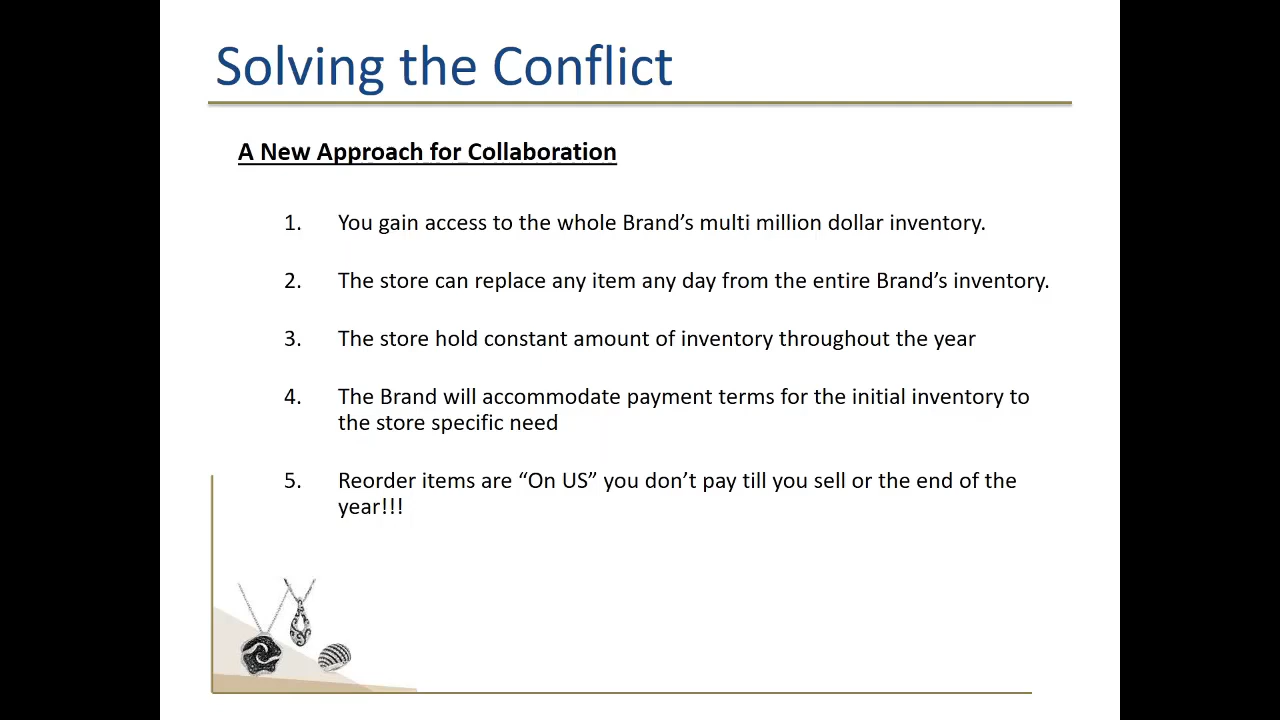 Solving the Conflict
A New Approach for Collaboration
1. You gain access to the whole Brand’s multi million dollar inventory.
2. The store can replace any item any day from the entire Brand’s inventory.
3. The store hold constant amount of inventory throughout the year
4. The Brand will accommodate payment terms for the initial inventory to
the store specific need
5. Reorder items are “On US” you don’t pay till you sell or the end of the
year!!!